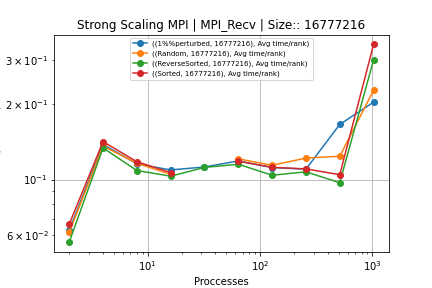 Strong Scaling MPI | MPI_Recv | Size:: 16777216
((1%%perturbed, 16777216), Avg time/rank)
((Random, 16777216), Avg time/rank)
((ReverseSorted, 16777216), Avg time/rank)
((Sorted, 16777216), Avg time/rank)
3 × 10⁻¹
2 × 10⁻¹
10⁻¹
6 × 10⁻²
10¹ 10² 10³
Proccesses